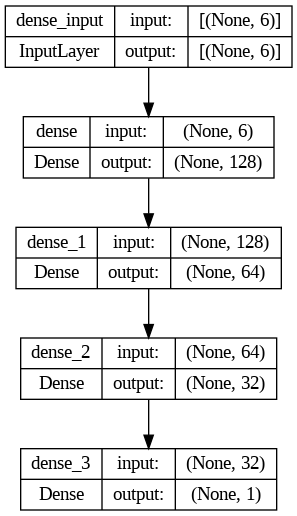 dense_input input: [(None, 6)]
InputLayer output: [(None, 6)]
dense input: (None, 6)
Dense output: (None, 128)
dense_1 input: (None, 128)
Dense output: (None, 64)
dense_2 input: (None, 64)
Dense output: (None, 32)
dense_3 input: (None, 32)
Dense output: (None, 1)